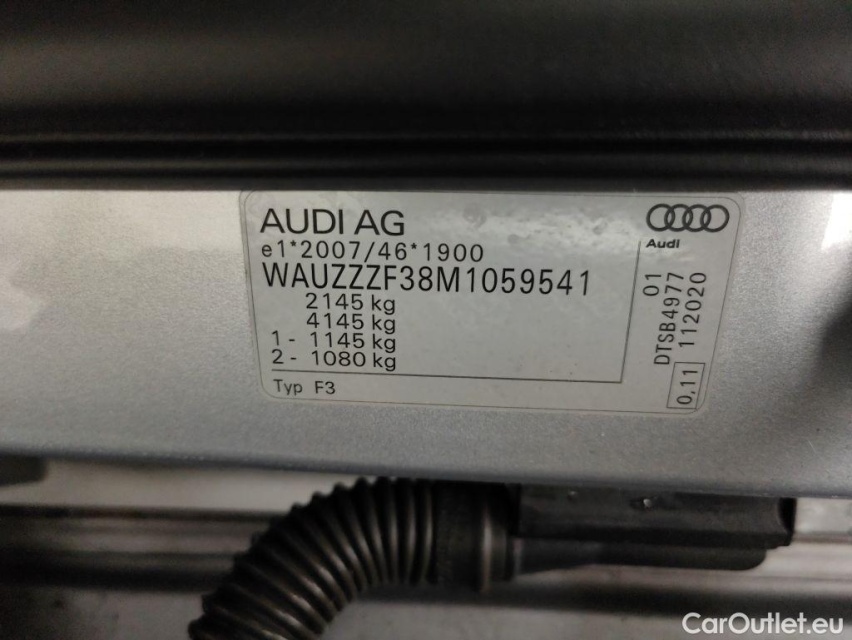 AUDI AG
e1*2007/46*1900
WAUZZZF38M1059541
2145 kg
4145 kg
1 - 1145 kg
2 - 1080 kg
Typ F3
Audi
01
DTSB4977
112020
0,11
CarOutlet.eu